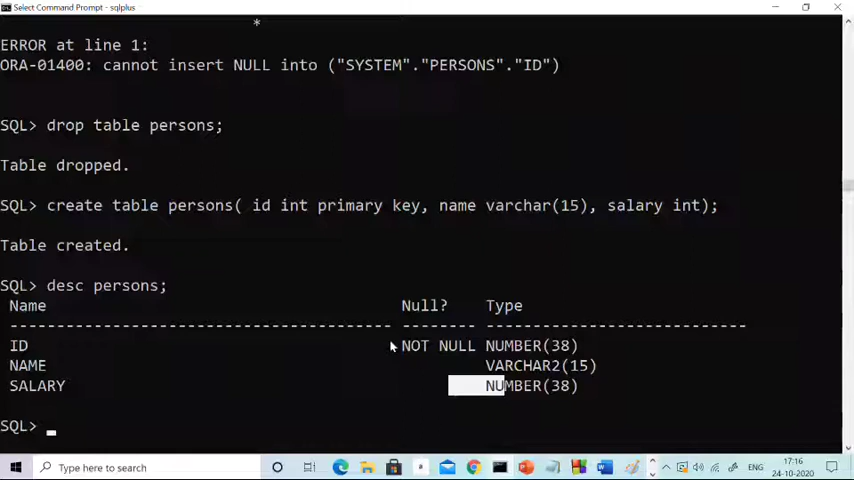 Select Command Prompt - sqlplus
*
ERROR at line 1:
ORA-01400: cannot insert NULL into ("SYSTEM"."PERSONS"."ID")
SQL> drop table persons;
Table dropped.
SQL> create table persons( id int primary key, name varchar(15), salary int);
Table created.
SQL> desc persons;
Name Null? Type
----------------------------------------- -------- ----------------------------
ID NOT NULL NUMBER(38)
NAME VARCHAR2(15)
SALARY NUMBER(38)
SQL> _
Type here to search
ENG
17:16
24-10-2020